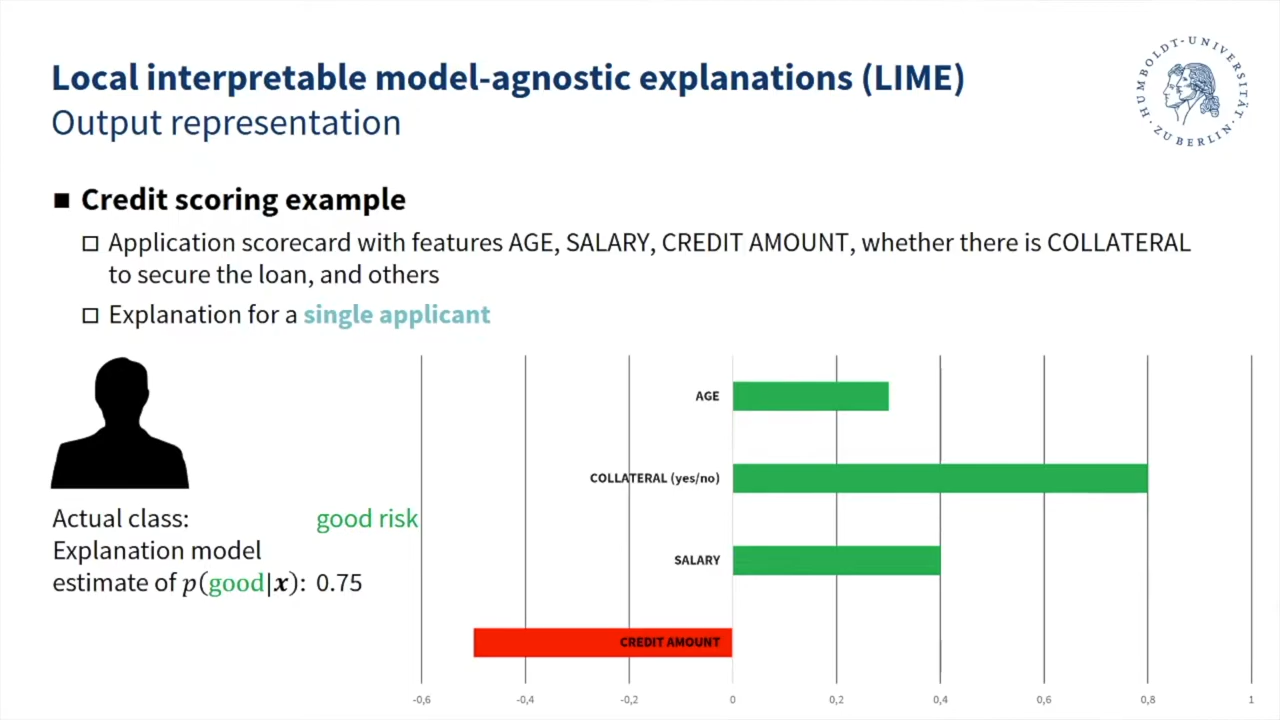 Local interpretable model-agnostic explanations (LIME)
Output representation
HUMBOLDT-UNIVERSITÄT · ZU BERLIN ·
Credit scoring example
Application scorecard with features AGE, SALARY, CREDIT AMOUNT, whether there is COLLATERAL
to secure the loan, and others
Explanation for a single applicant
Actual class: good risk
Explanation model
estimate of p(good|x): 0.75
AGE
COLLATERAL (yes/no)
SALARY
CREDIT AMOUNT
-0,6 -0,4 -0,2 0 0,2 0,4 0,6 0,8 1